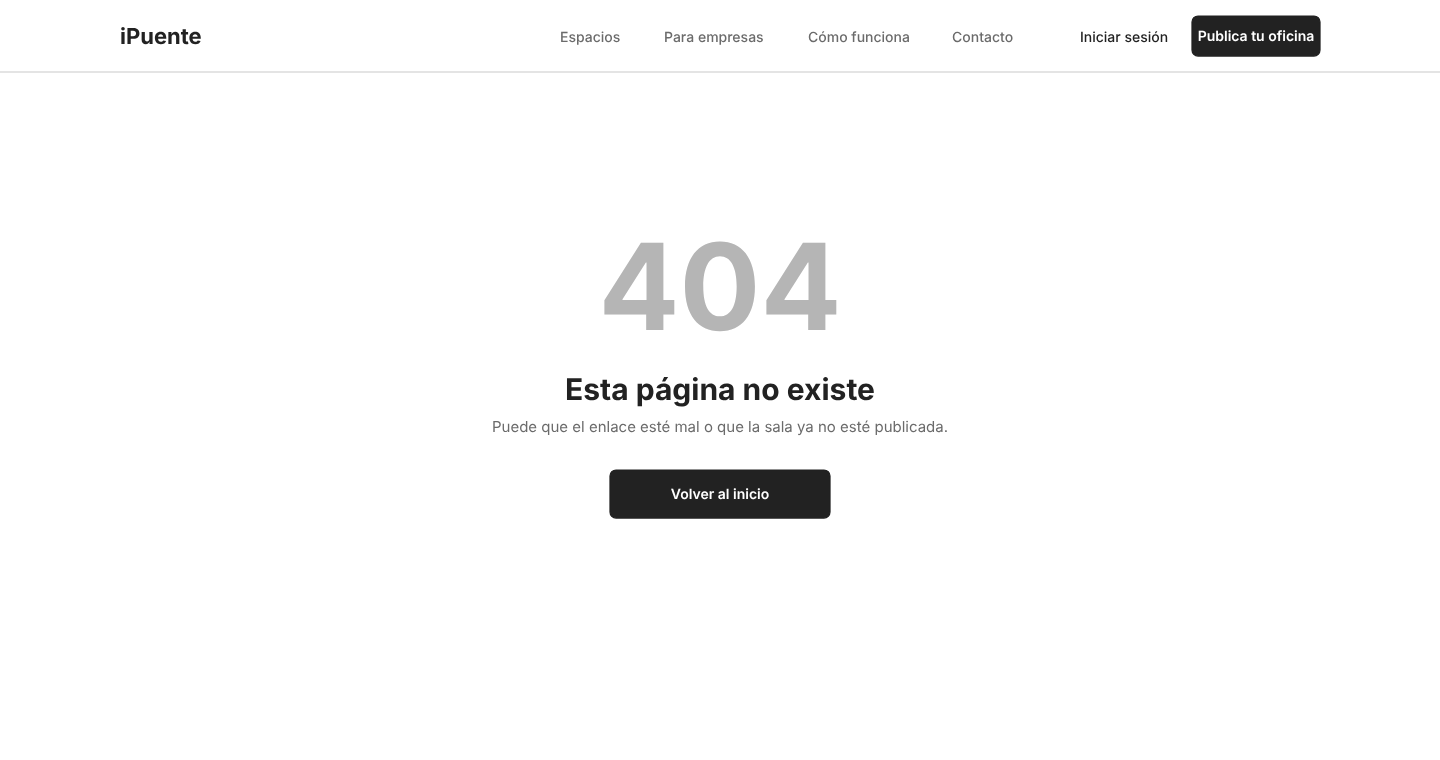 iPuente
Espacios
Para empresas
Cómo funciona
Contacto
Iniciar sesión
Publica tu oficina
404
Esta página no existe
Puede que el enlace esté mal o que la sala ya no esté publicada.
Volver al inicio